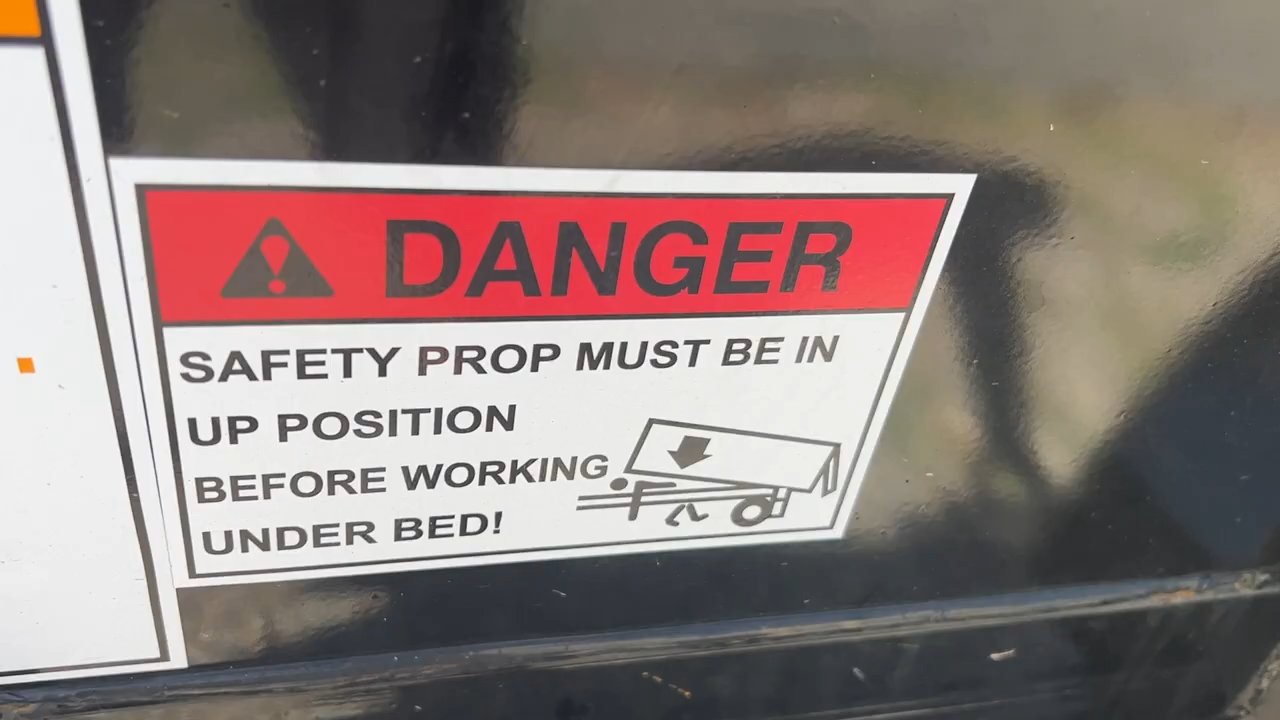 DANGER
SAFETY PROP MUST BE IN
UP POSITION
BEFORE WORKING
UNDER BED!